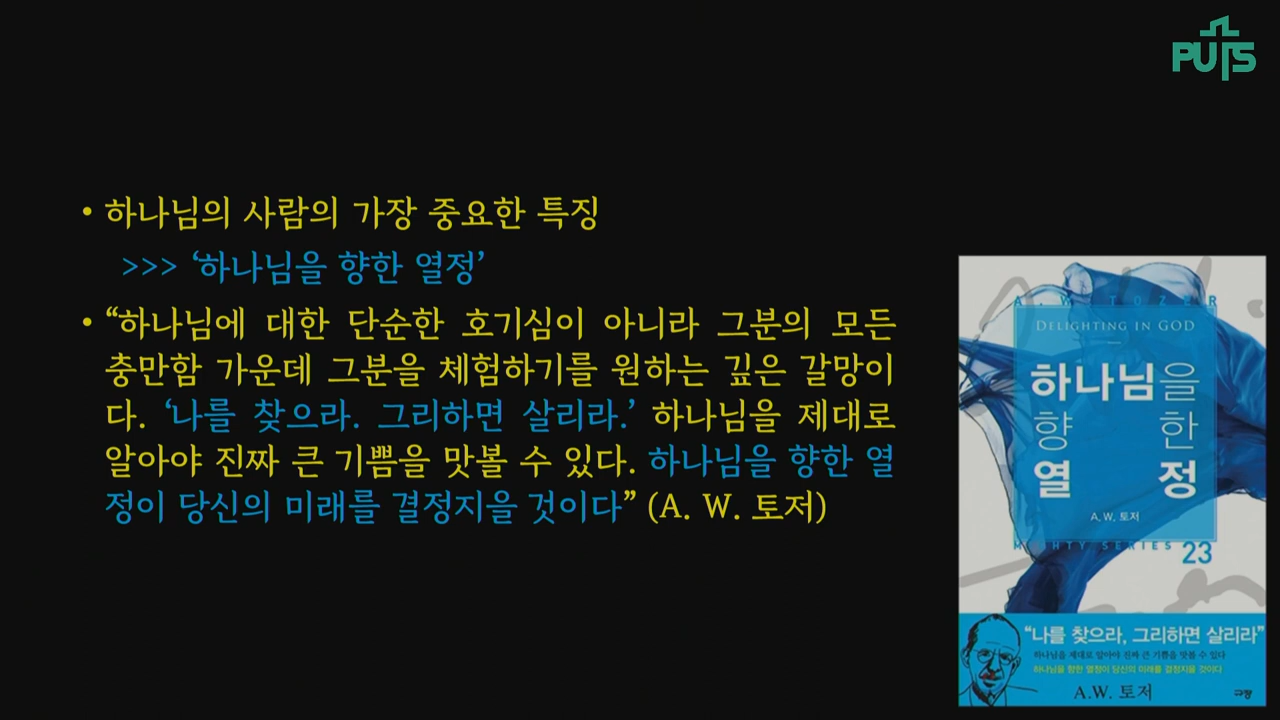 PUTS
• 하나님의 사람의 가장 중요한 특징
>>> ‘하나님을 향한 열정’
• “하나님에 대한 단순한 호기심이 아니라 그분의 모든
충만함 가운데 그분을 체험하기를 원하는 깊은 갈망이
다. ‘나를 찾으라. 그리하면 살리라.’ 하나님을 제대로
알아야 진짜 큰 기쁨을 맛볼 수 있다. 하나님을 향한 열
정이 당신의 미래를 결정지을 것이다” (A. W. 토저)
A. W. TOZER
DELIGHTING IN GOD
하나님을
향한
열정
A. W. 토저
MIGHTY SERIES 23
“나를 찾으라, 그리하면 살리라”
하나님을 제대로 알아야 진짜 큰 기쁨을 맛볼 수 있다
하나님을 향한 열정이 당신의 미래를 결정지을 것이다
A.W. 토저
규장